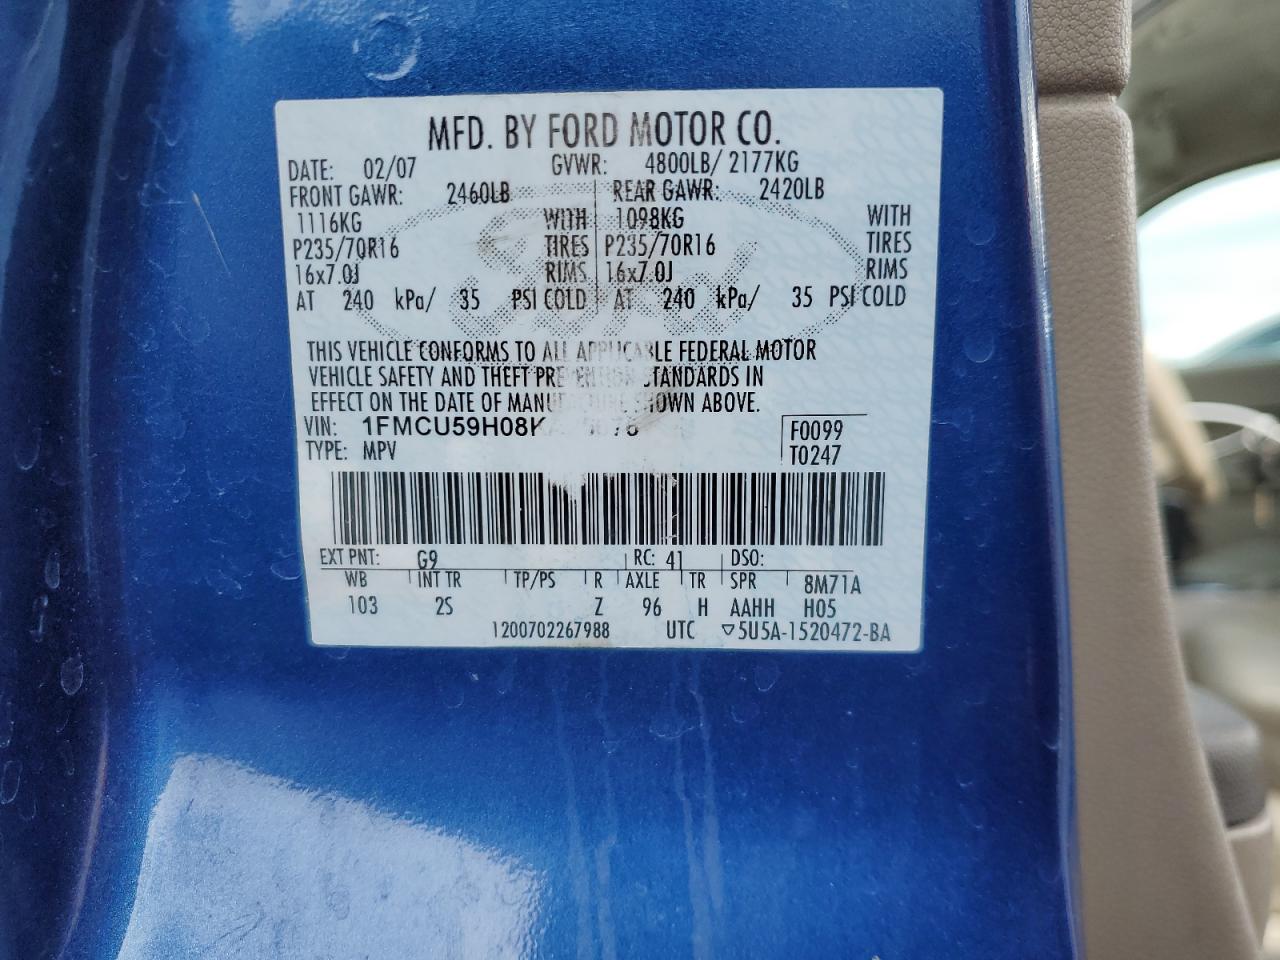 MFD. BY FORD MOTOR CO.
DATE: 02/07 GVWR: 4800LB/ 2177KG
FRONT GAWR: 2460LB REAR GAWR: 2420LB
1116KG WITH 1098KG WITH
P235/70R16 TIRES P235/70R16 TIRES
16x7.0J RIMS 16x7.0J RIMS
AT 240 kPa/ 35 PSI COLD AT 240 kPa/ 35 PSI COLD
THIS VEHICLE CONFORMS TO ALL APPLICABLE FEDERAL MOTOR
VEHICLE SAFETY AND THEFT PREVENTION STANDARDS IN
EFFECT ON THE DATE OF MANUFACTURE SHOWN ABOVE.
VIN:
TYPE: MPV
F0099
T0247
EXT PNT: G9 RC: 41 DSO:
WB INT TR TP/PS R AXLE TR SPR 8M71A
103 2S Z 96 H AAHH H05
1200702267988 UTC ▽5U5A-1520472-BA